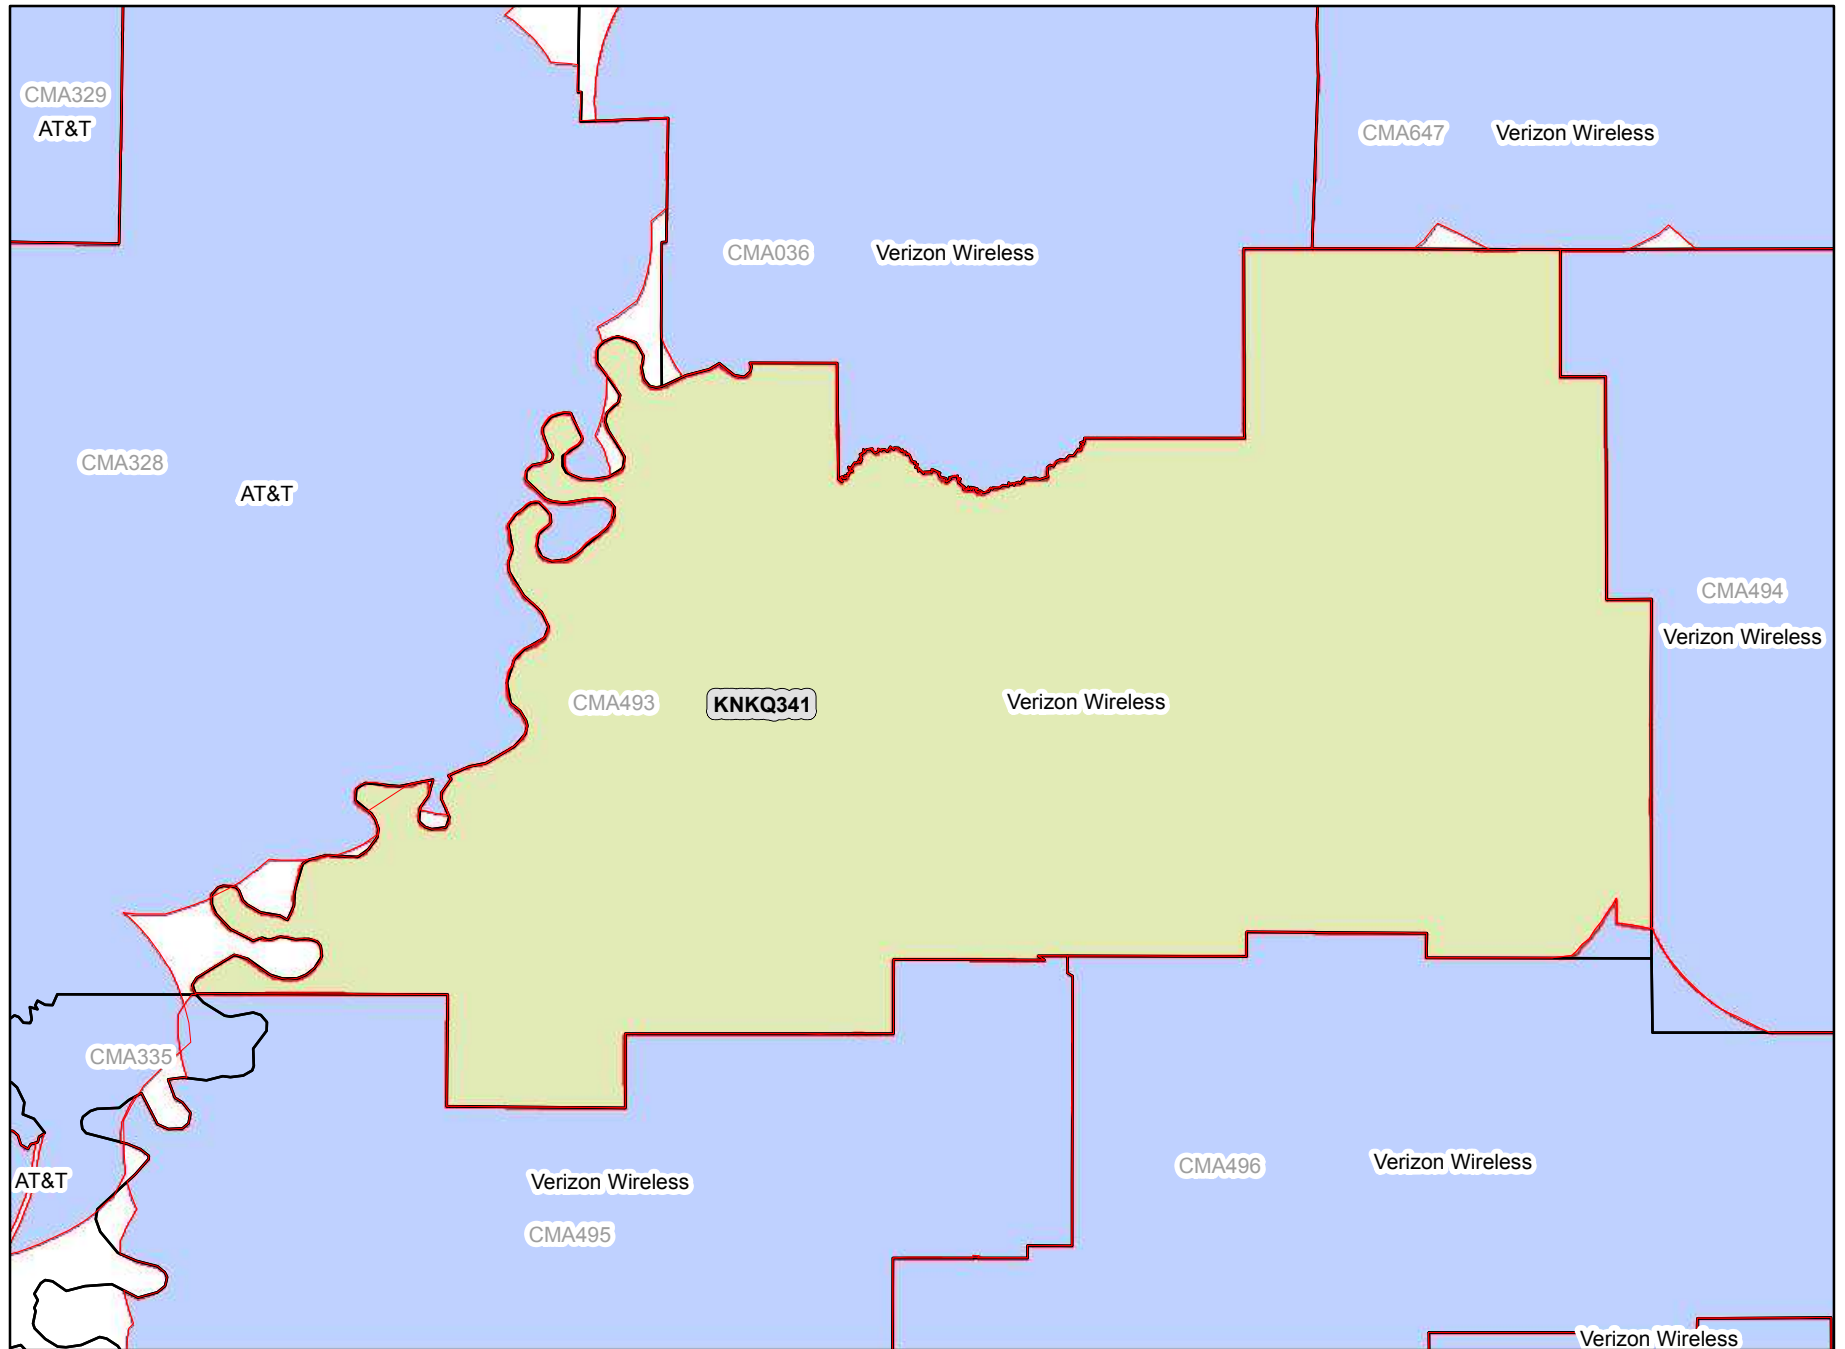 CMA329
AT&T
CMA647
Verizon Wireless
CMA036
Verizon Wireless
CMA328
AT&T
CMA494
Verizon Wireless
CMA493
KNKQ341
Verizon Wireless
CMA335
AT&T
Verizon Wireless
CMA495
CMA496
Verizon Wireless
Verizon Wireless